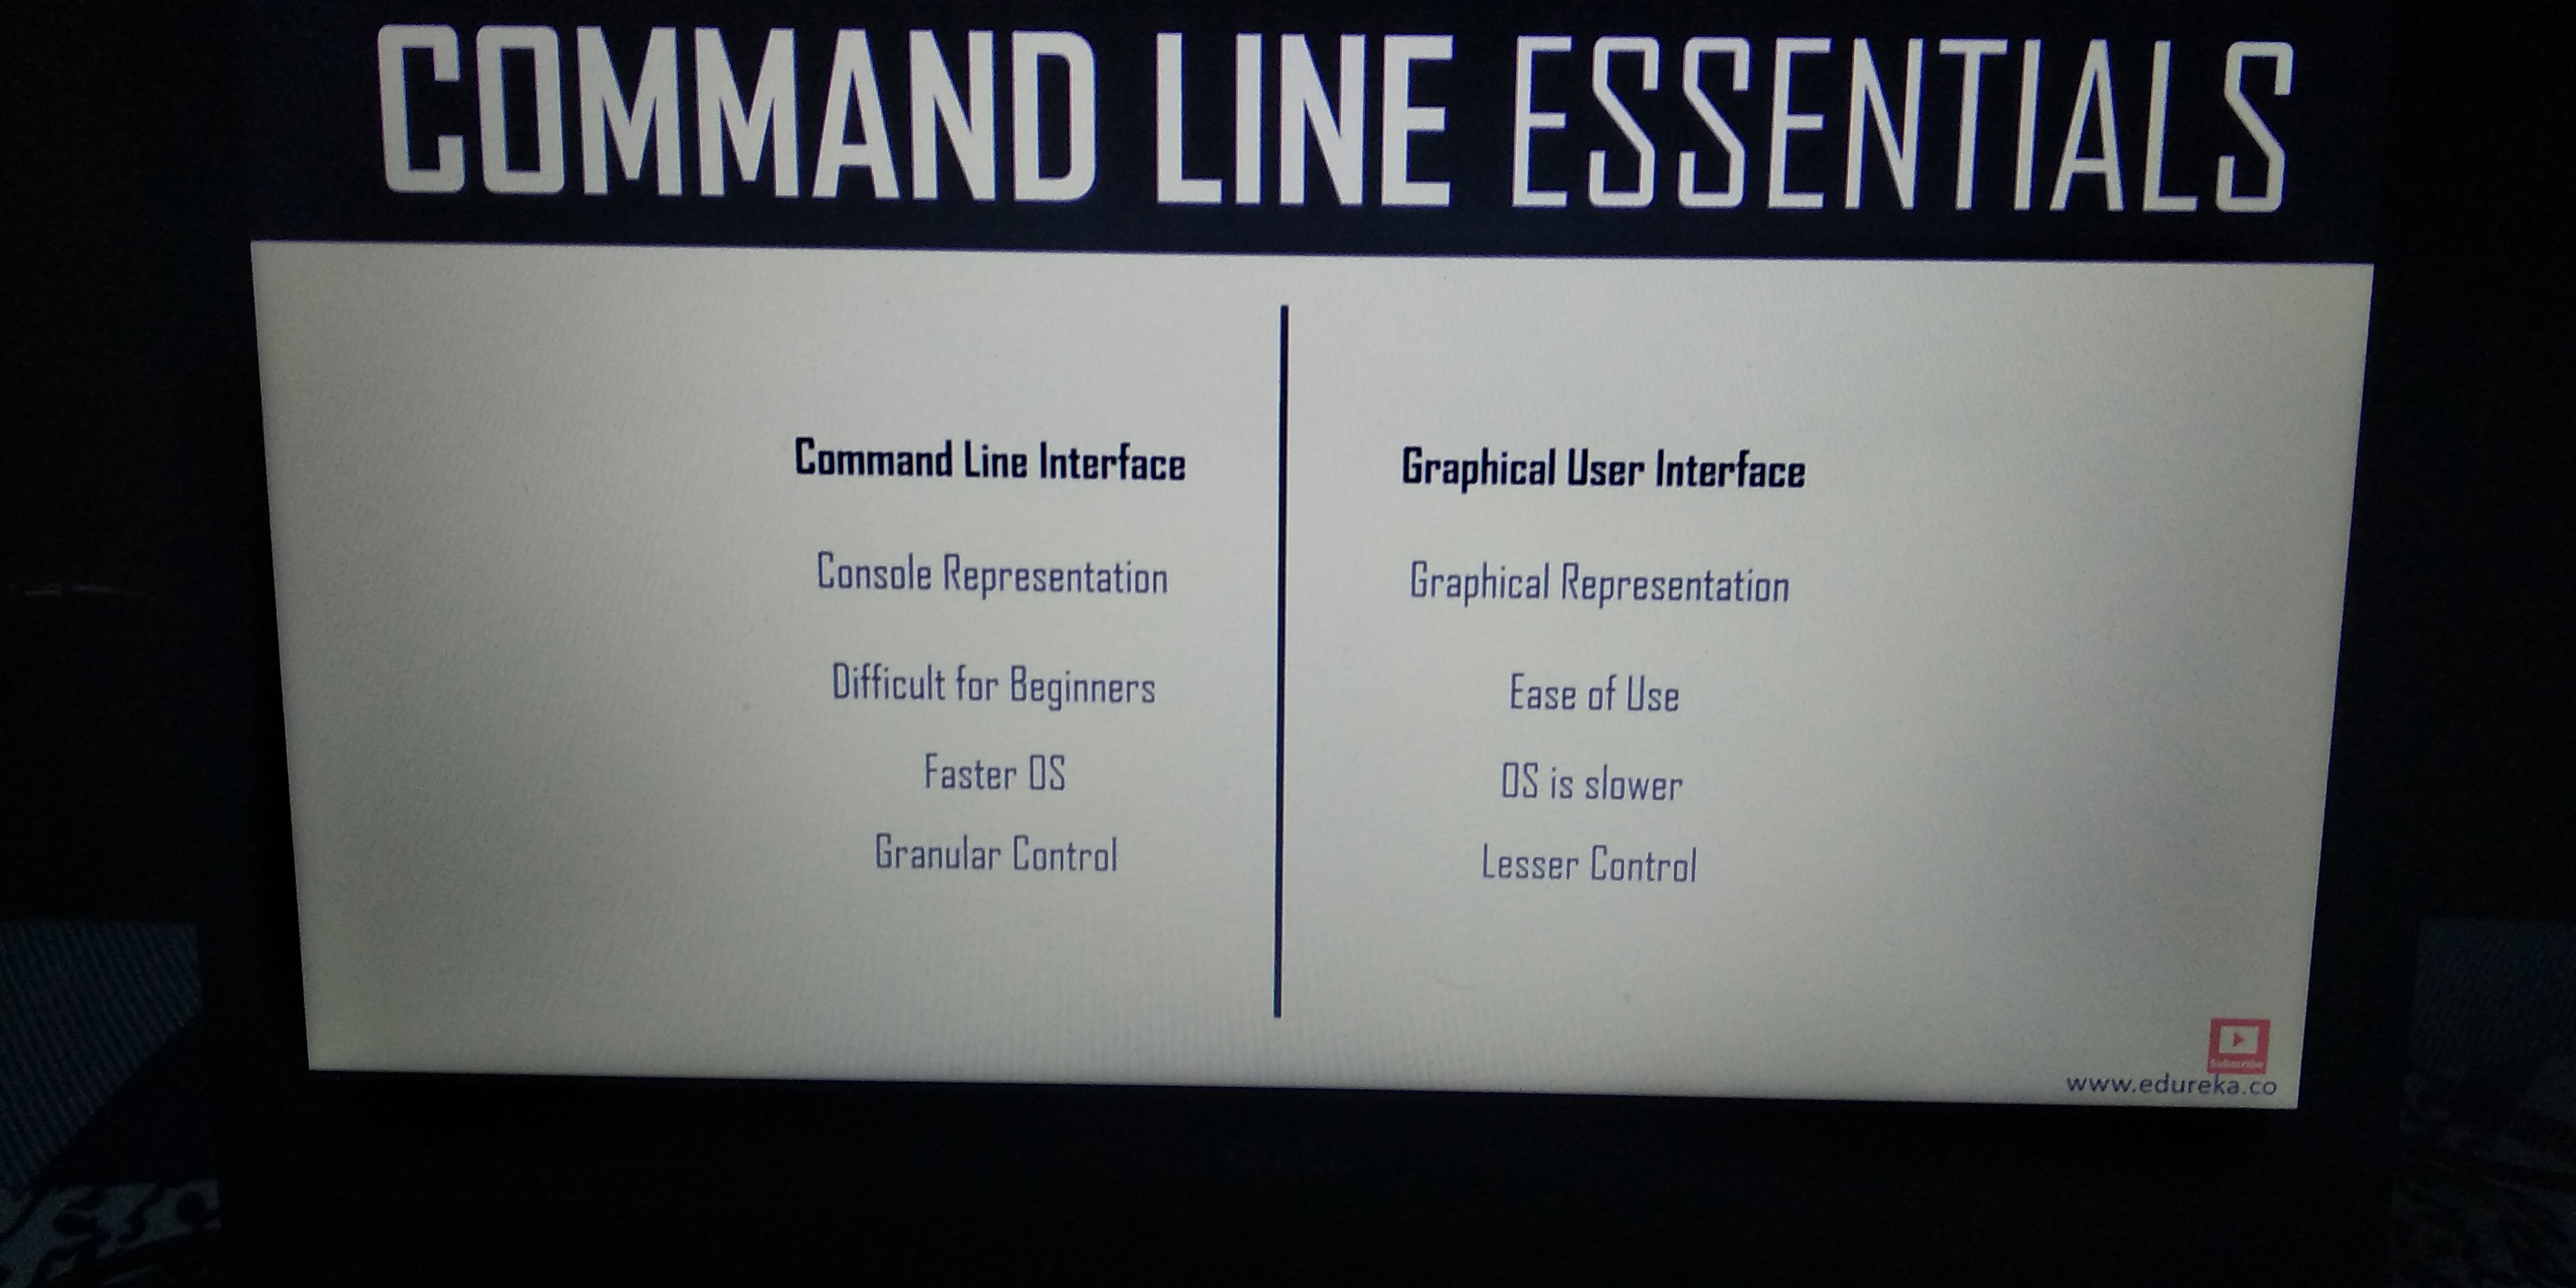 COMMAND LINE ESSENTIALS
Command Line Interface
Console Representation
Difficult for Beginners
Faster OS
Granular Control
Graphical User Interface
Graphical Representation
Ease of Use
OS is slower
Lesser Control
Subscribe
www.edureka.co